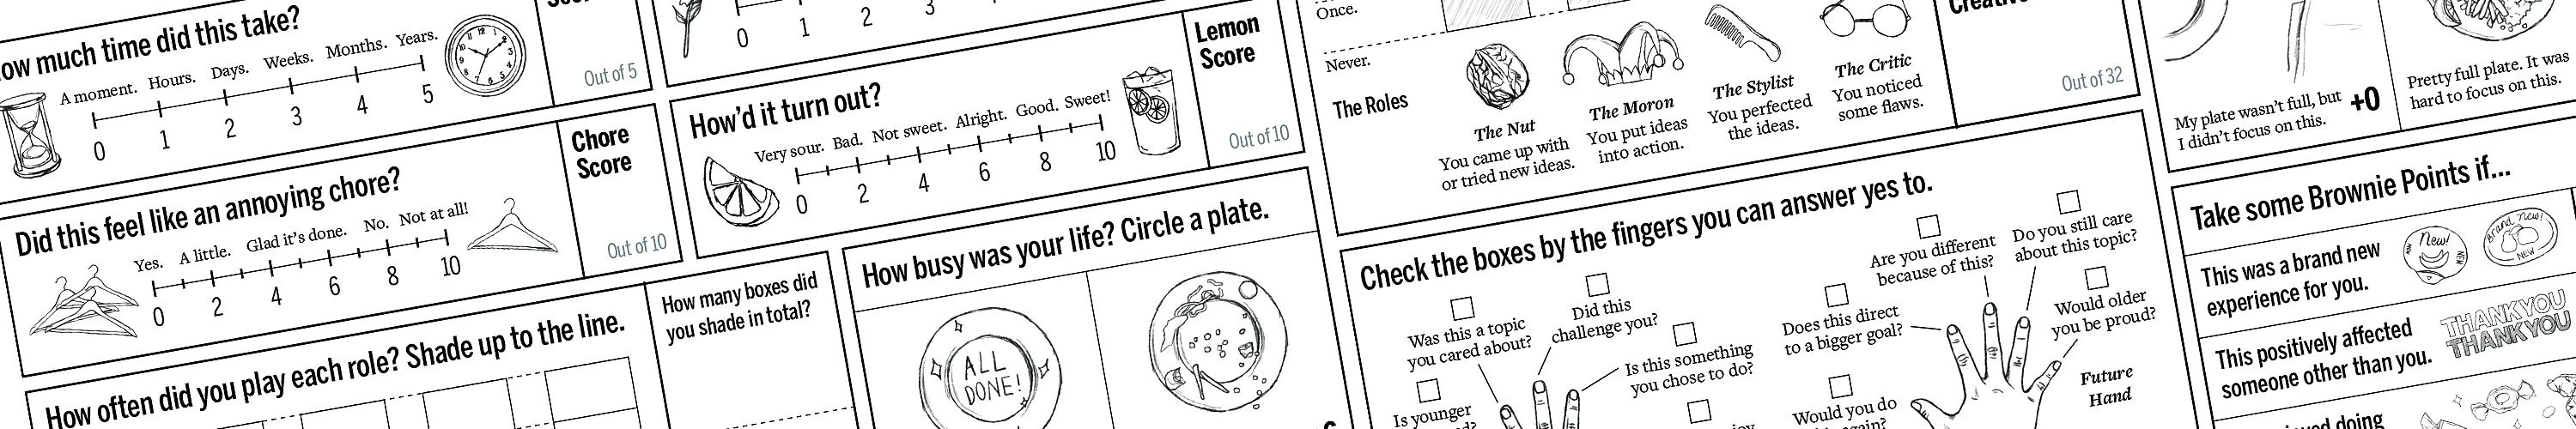 How much time did this take?
A moment. Hours. Days. Weeks. Months. Years.
0 1 2 3 4 5
Out of 5
Did this feel like an annoying chore?
Yes. A little. Glad it's done. No. Not at all!
0 2 4 6 8 10
Chore
Score
Out of 10
How often did you play each role? Shade up to the line.
How many boxes did
you shade in total?
0 1 2 3
How'd it turn out?
Very sour. Bad. Not sweet. Alright. Good. Sweet!
0 2 4 6 8 10
Lemon
Score
Out of 10
How busy was your life? Circle a plate.
ALL
DONE!
Once.
Never.
The Roles
The Nut
You came up with
or tried new ideas.
The Moron
You put ideas
into action.
The Stylist
You perfected
the ideas.
The Critic
You noticed
some flaws.
Out of 32
Check the boxes by the fingers you can answer yes to.
Was this a topic
you cared about?
Did this
challenge you?
Is this something
you chose to do?
Is younger
Does this direct
to a bigger goal?
Are you different
because of this?
Do you still care
about this topic?
Would older
you be proud?
Would you do
Future
Hand
My plate wasn't full, but
I didn't focus on this.
+0
Pretty full plate. It was
hard to focus on this.
Take some Brownie Points if...
This was a brand new
experience for you.
New!
NEW
Brand New!
NEW
This positively affected
someone other than you.
THANK YOU
THANK YOU
doing